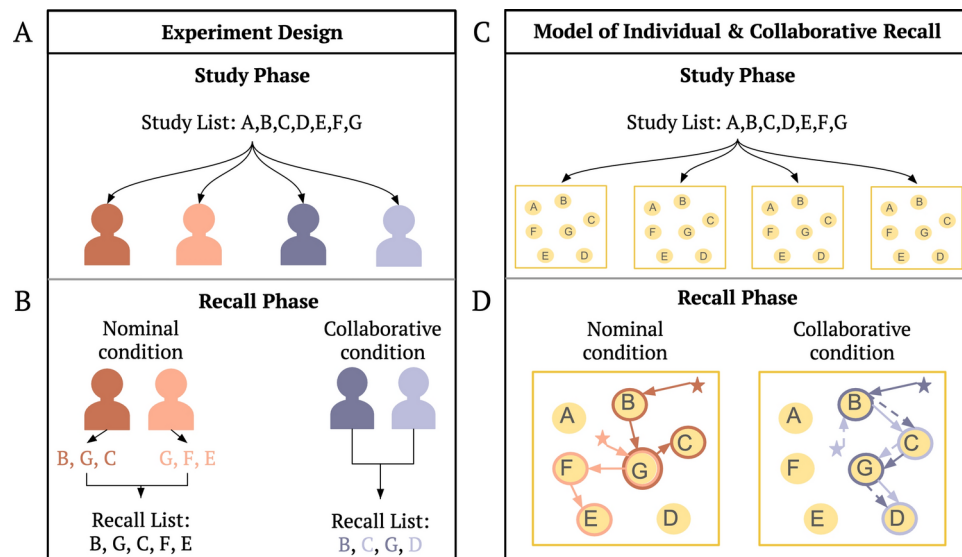 A
Experiment Design
Study Phase
Study List: A,B,C,D,E,F,G
B
Recall Phase
Nominal
condition
Collaborative
condition
B, G, C
G, F, E
Recall List:
B, G, C, F, E
Recall List:
B, C, G, D
C
Model of Individual & Collaborative Recall
Study Phase
Study List: A,B,C,D,E,F,G
A
B
C
F
G
E
D
A
B
C
F
G
E
D
A
B
C
F
G
E
D
A
B
C
F
G
E
D
D
Recall Phase
Nominal
condition
Collaborative
condition
A
B
C
F
G
E
D
A
B
C
F
G
E
D